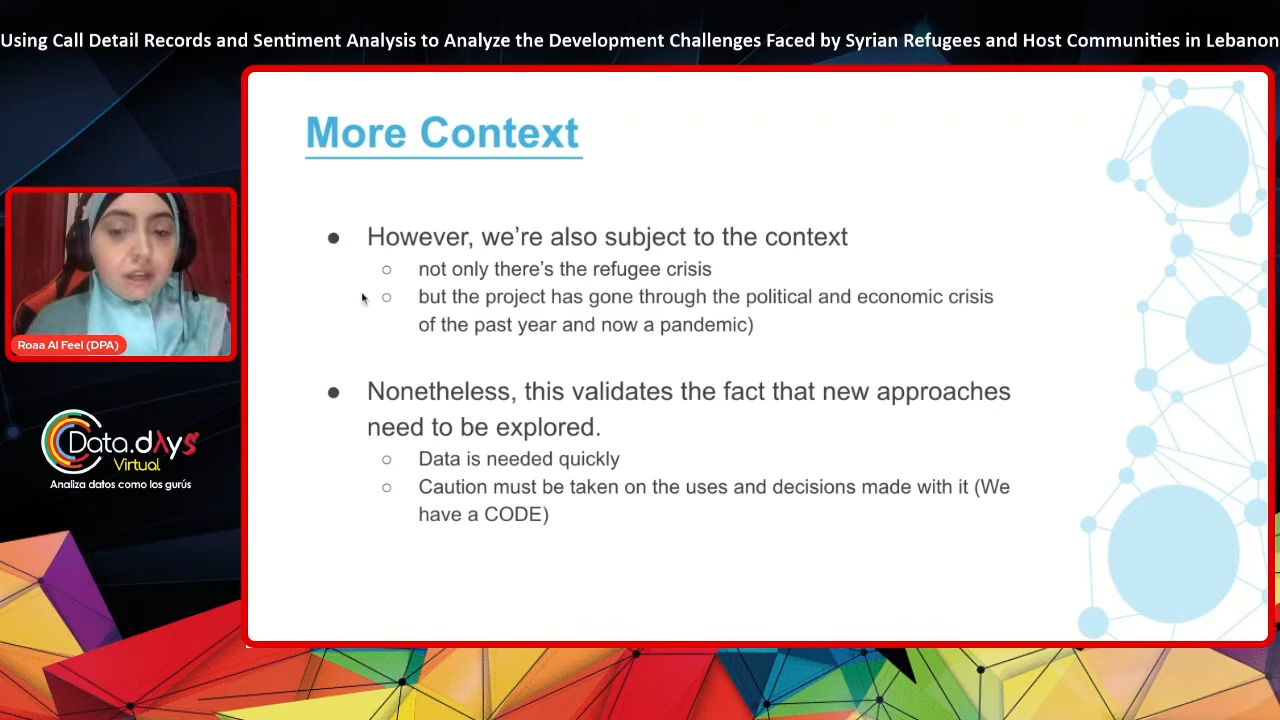 Using Call Detail Records and Sentiment Analysis to Analyze the Development Challenges Faced by Syrian Refugees and Host Communities in Lebanon
More Context
● However, we're also subject to the context
○ not only there's the refugee crisis
○ but the project has gone through the political and economic crisis
of the past year and now a pandemic)
● Nonetheless, this validates the fact that new approaches
need to be explored.
○ Data is needed quickly
○ Caution must be taken on the uses and decisions made with it (We
have a CODE)
Roaa Al Feel (DPA)
Data.dAys
Virtual
Analiza datos como los gurús